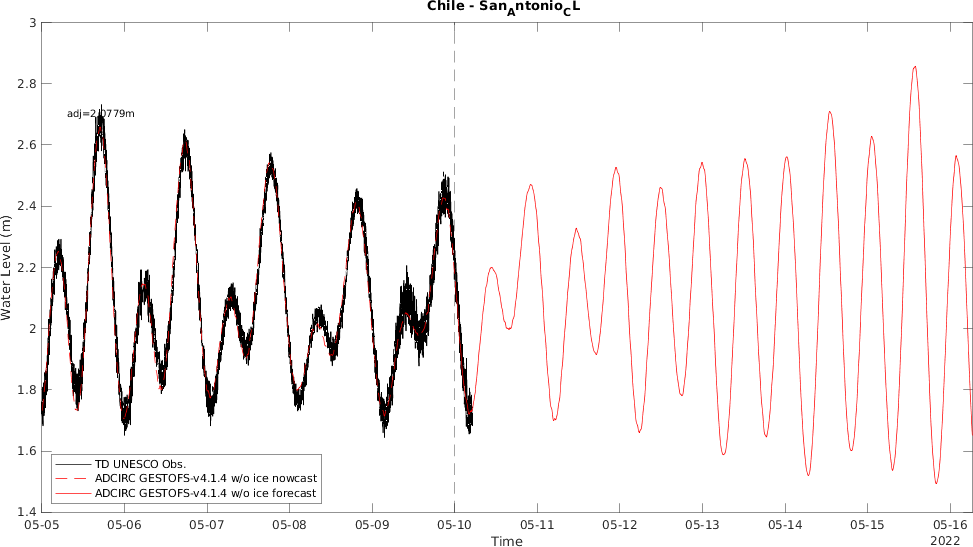 Chile - SanAntonioCL
3
2.8
2.6
2.4
2.2
2
1.8
1.6
1.4
Water Level (m)
adj=2.0779m
TD UNESCO Obs.
ADCIRC GESTOFS-v4.1.4 w/o ice nowcast
ADCIRC GESTOFS-v4.1.4 w/o ice forecast
05-05 05-06 05-07 05-08 05-09 05-10 05-11 05-12 05-13 05-14 05-15 05-16
Time
2022